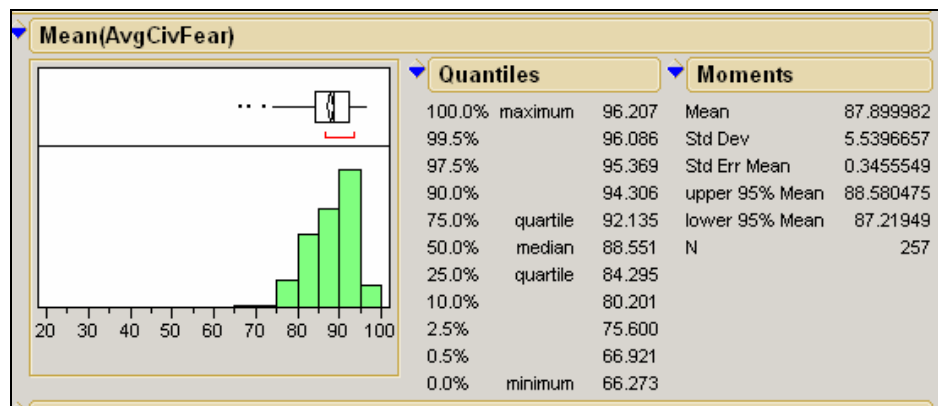 Mean(AvgCivFear)
20 30 40 50 60 70 80 90 100
Quantiles
100.0% maximum 96.207
99.5% 96.086
97.5% 95.369
90.0% 94.306
75.0% quartile 92.135
50.0% median 88.551
25.0% quartile 84.295
10.0% 80.201
2.5% 75.600
0.5% 66.921
0.0% minimum 66.273
Moments
Mean 87.899982
Std Dev 5.5396657
Std Err Mean 0.3455549
upper 95% Mean 88.580475
lower 95% Mean 87.21949
N 257